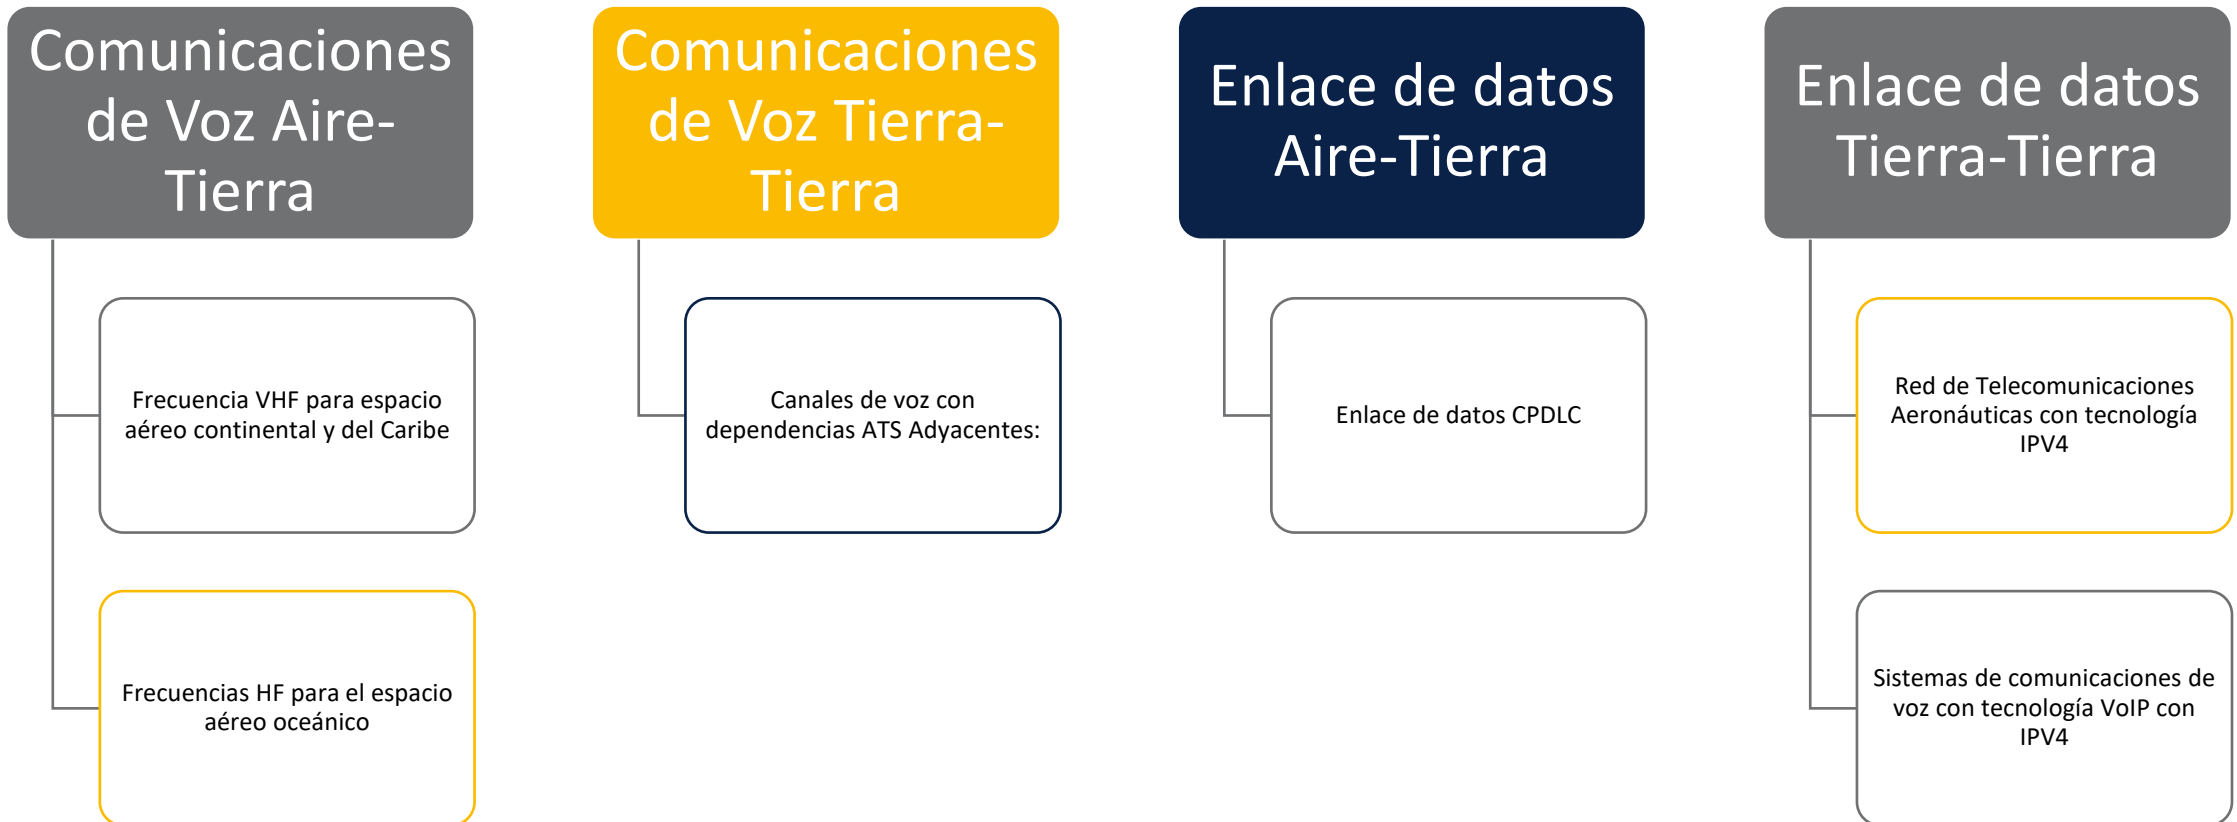 Comunicaciones
de Voz Aire-
Tierra
Frecuencia VHF para espacio
aéreo continental y del Caribe
Frecuencias HF para el espacio
aéreo oceánico
Comunicaciones
de Voz Tierra-
Tierra
Canales de voz con
dependencias ATS Adyacentes:
Enlace de datos
Aire-Tierra
Enlace de datos CPDLC
Enlace de datos
Tierra-Tierra
Red de Telecomunicaciones
Aeronáuticas con tecnología
IPV4
Sistemas de comunicaciones de
voz con tecnología VoIP con
IPV4